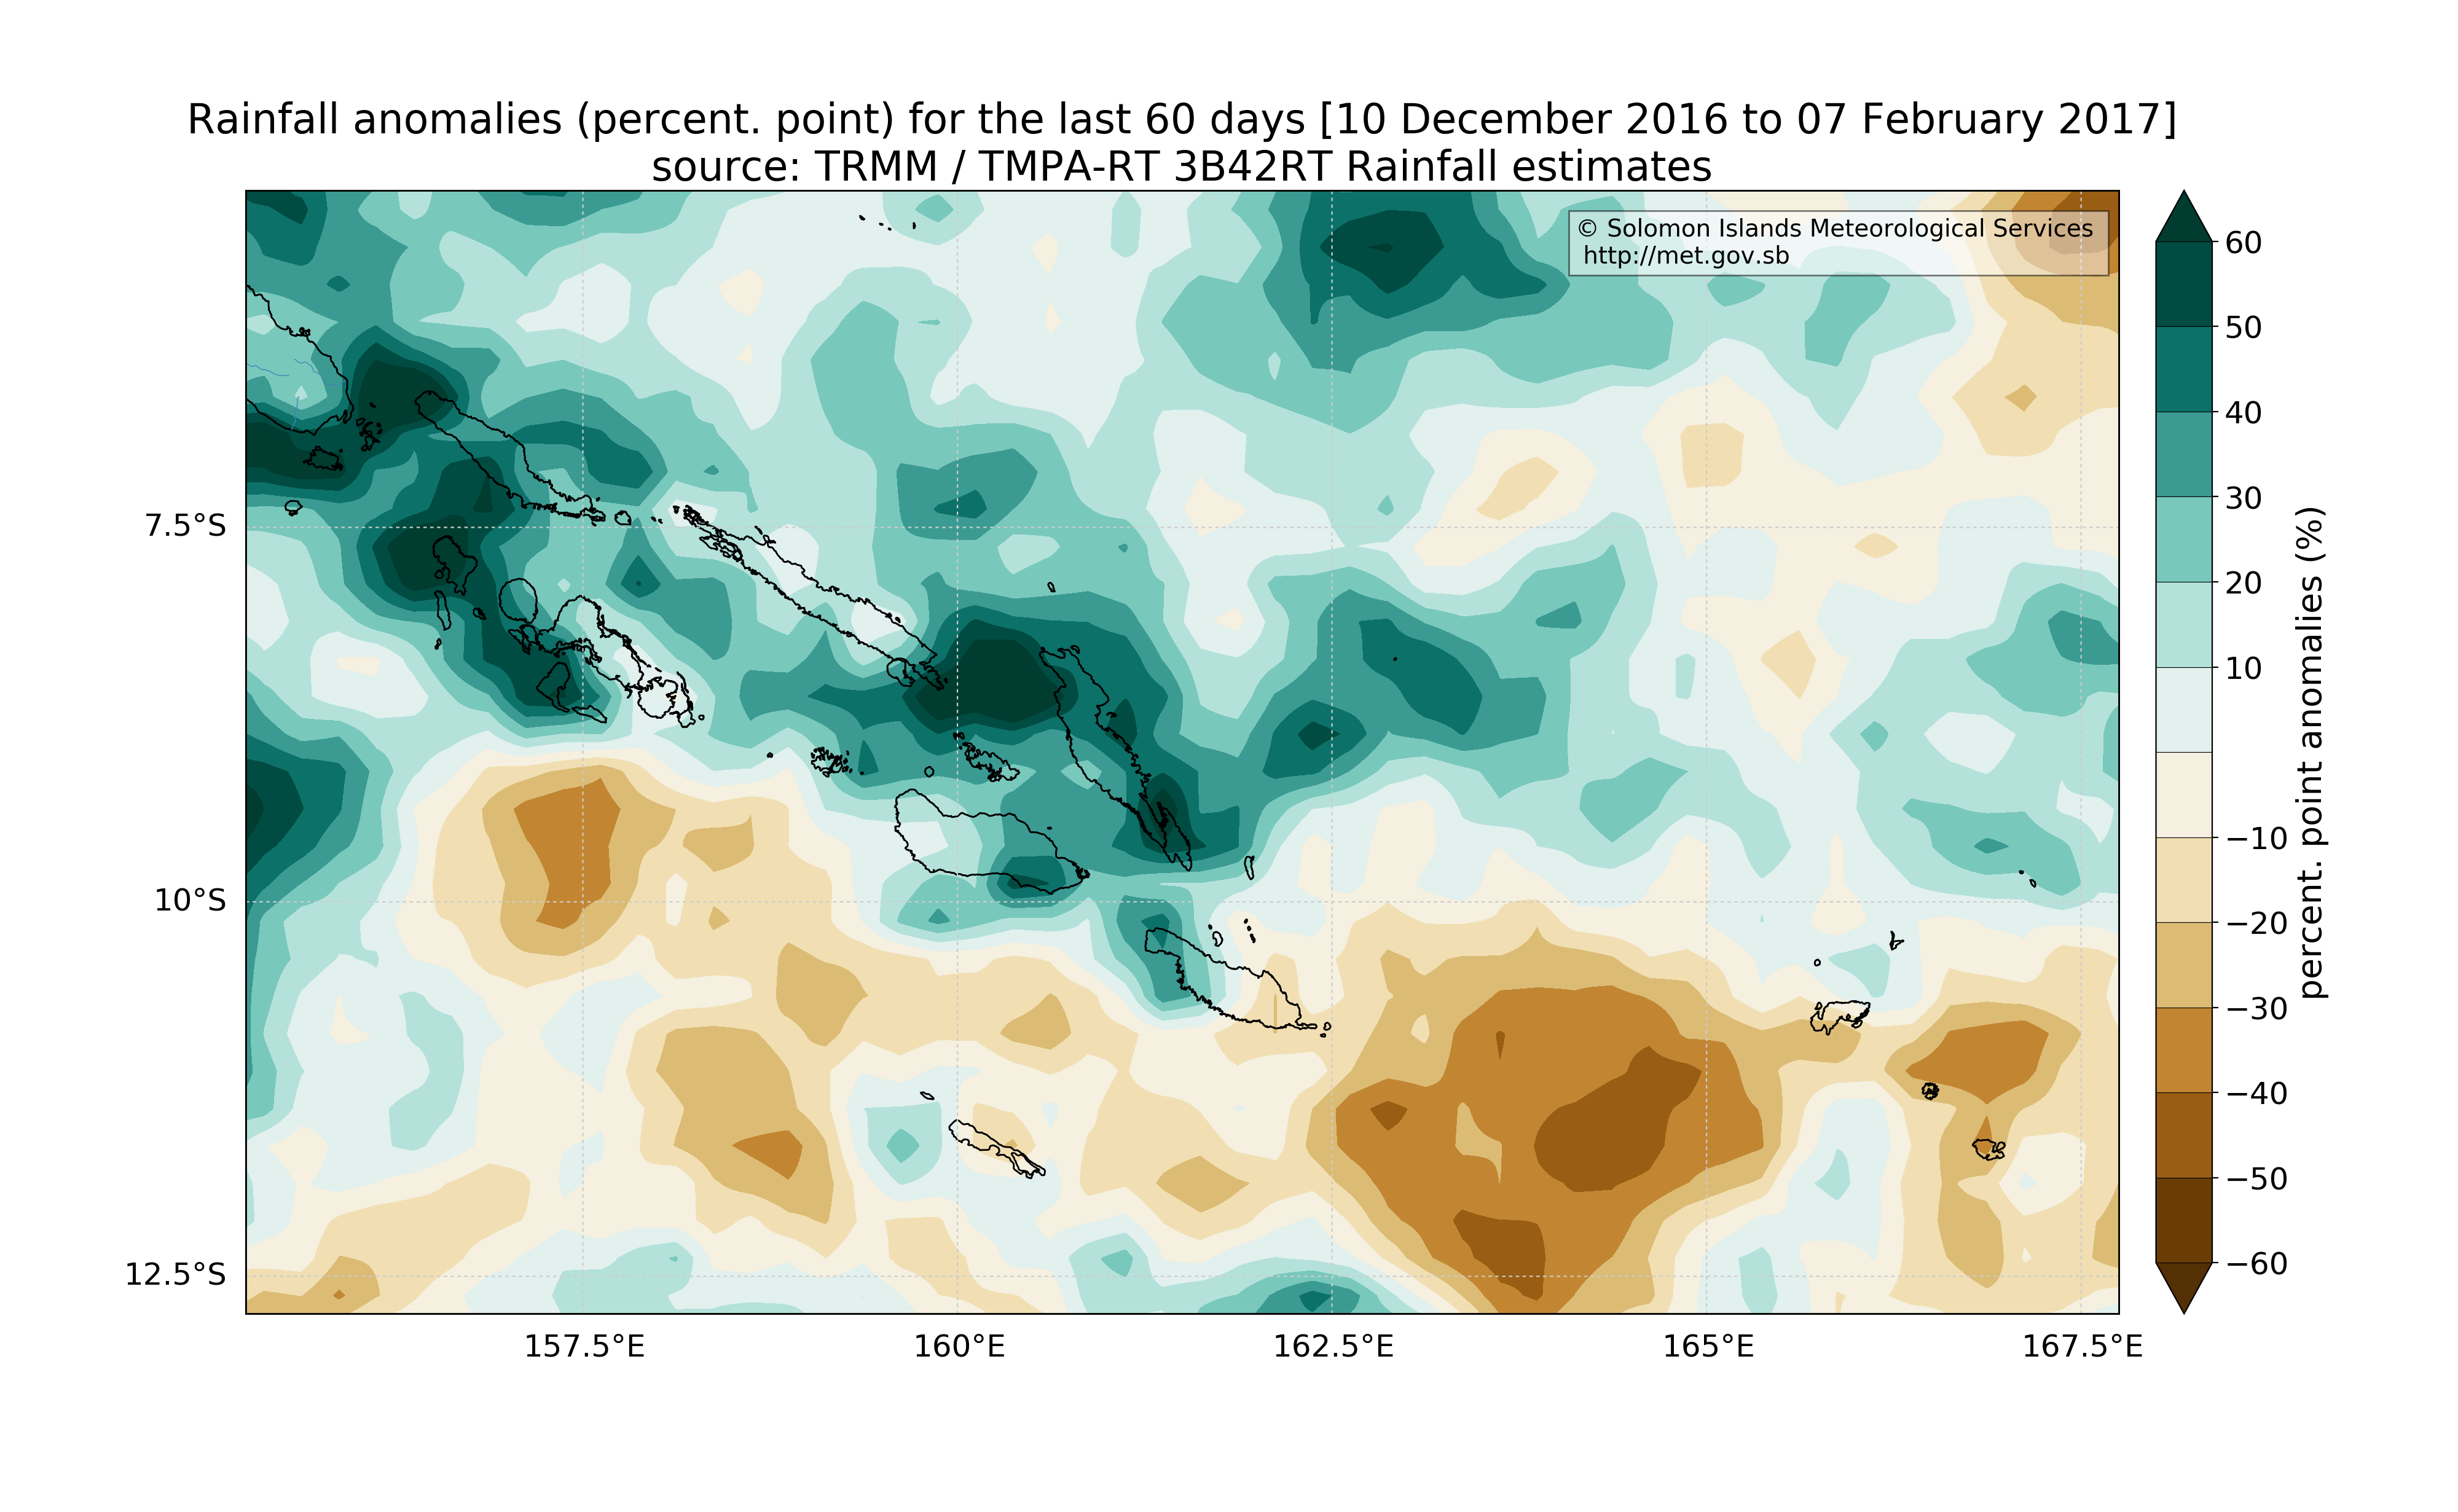 Rainfall anomalies (percent. point) for the last 60 days [10 December 2016 to 07 February 2017]
source: TRMM / TMPA-RT 3B42RT Rainfall estimates
© Solomon Islands Meteorological Services
http://met.gov.sb
7.5°S
10°S
12.5°S
157.5°E
160°E
162.5°E
165°E
167.5°E
60
50
40
30
20
10
−10
−20
−30
−40
−50
−60
percent. point anomalies (%)